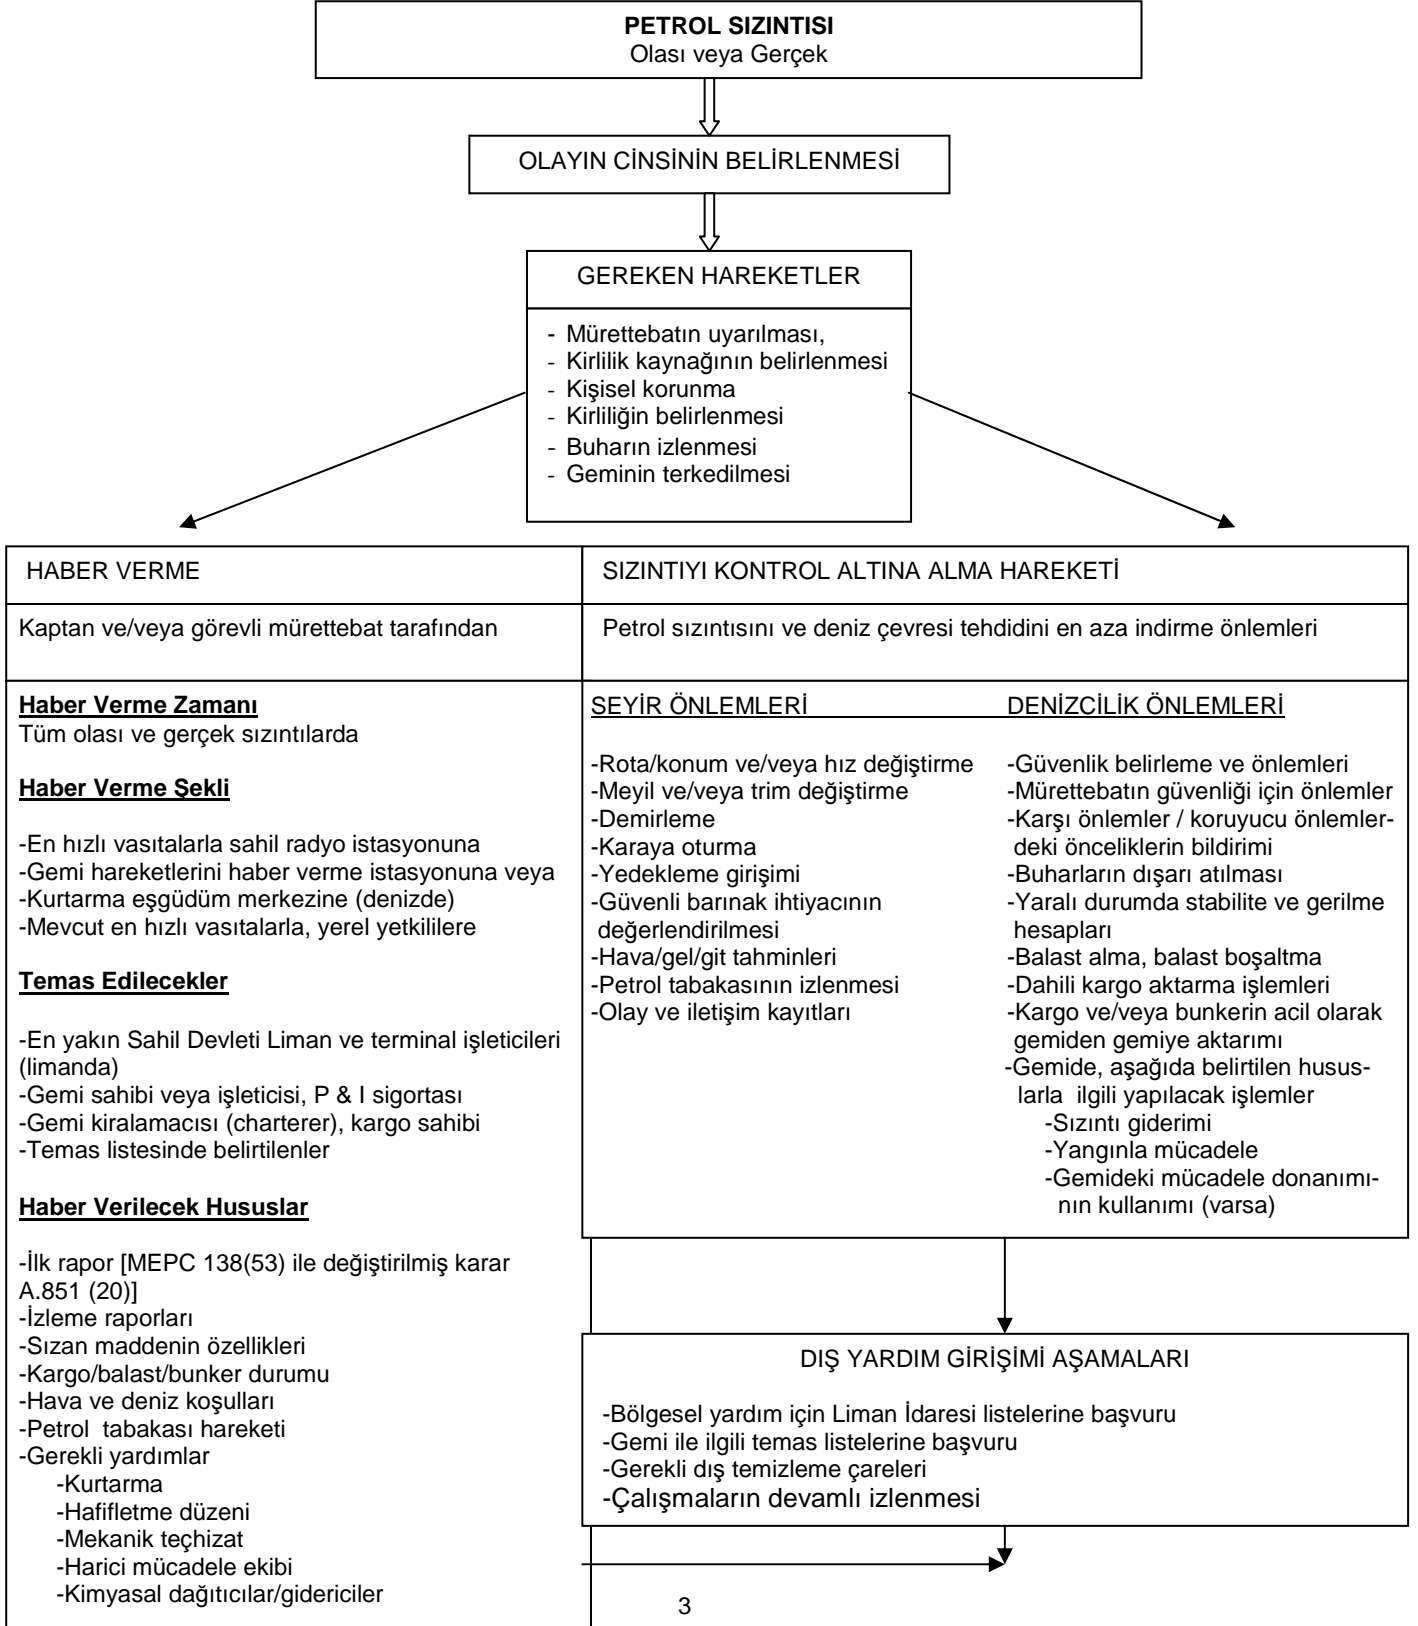 PETROL SIZINTISI
Olası veya Gerçek
OLAYIN CİNSİNİN BELİRLENMESİ
GEREKEN HAREKETLER
- Mürettebatın uyarılması,
- Kirlilik kaynağının belirlenmesi
- Kişisel korunma
- Kirliliğin belirlenmesi
- Buharın izlenmesi
- Geminin terkedilmesi
HABER VERME
Kaptan ve/veya görevli mürettebat tarafından
Haber Verme Zamanı
Tüm olası ve gerçek sızıntılarda
Haber Verme Şekli
-En hızlı vasıtalarla sahil radyo istasyonuna
-Gemi hareketlerini haber verme istasyonuna veya
-Kurtarma eşgüdüm merkezine (denizde)
-Mevcut en hızlı vasıtalarla, yerel yetkililere
Temas Edilecekler
-En yakın Sahil Devleti Liman ve terminal işleticileri
(limanda)
-Gemi sahibi veya işleticisi, P & I sigortası
-Gemi kiralamacısı (charterer), kargo sahibi
-Temas listesinde belirtilenler
Haber Verilecek Hususlar
-İlk rapor [MEPC 138(53) ile değiştirilmiş karar
A.851 (20)]
-İzleme raporları
-Sızan maddenin özellikleri
-Kargo/balast/bunker durumu
-Hava ve deniz koşulları
-Petrol tabakası hareketi
-Gerekli yardımlar
-Kurtarma
-Hafifletme düzeni
-Mekanik teçhizat
-Harici mücadele ekibi
-Kimyasal dağıtıcılar/gidericiler
SIZINTIYI KONTROL ALTINA ALMA HAREKETİ
Petrol sızıntısını ve deniz çevresi tehdidini en aza indirme önlemleri
SEYİR ÖNLEMLERİ
-Rota/konum ve/veya hız değiştirme
-Meyil ve/veya trim değiştirme
-Demirleme
-Karaya oturma
-Yedekleme girişimi
-Güvenli barınak ihtiyacının
değerlendirilmesi
-Hava/gel/git tahminleri
-Petrol tabakasının izlenmesi
-Olay ve iletişim kayıtları
DENİZCİLİK ÖNLEMLERİ
-Güvenlik belirleme ve önlemleri
-Mürettebatın güvenliği için önlemler
-Karşı önlemler / koruyucu önlemler-
deki önceliklerin bildirimi
-Buharların dışarı atılması
-Yaralı durumda stabilite ve gerilme
hesapları
-Balast alma, balast boşaltma
-Dahili kargo aktarma işlemleri
-Kargo ve/veya bunkerin acil olarak
gemiden gemiye aktarımı
-Gemide, aşağıda belirtilen husus-
larla ilgili yapılacak işlemler
-Sızıntı giderimi
-Yangınla mücadele
-Gemideki mücadele donanımı-
nın kullanımı (varsa)
DIŞ YARDIM GİRİŞİMİ AŞAMALARI
-Bölgesel yardım için Liman İdaresi listelerine başvuru
-Gemi ile ilgili temas listelerine başvuru
-Gerekli dış temizleme çareleri
-Çalışmaların devamlı izlenmesi
3